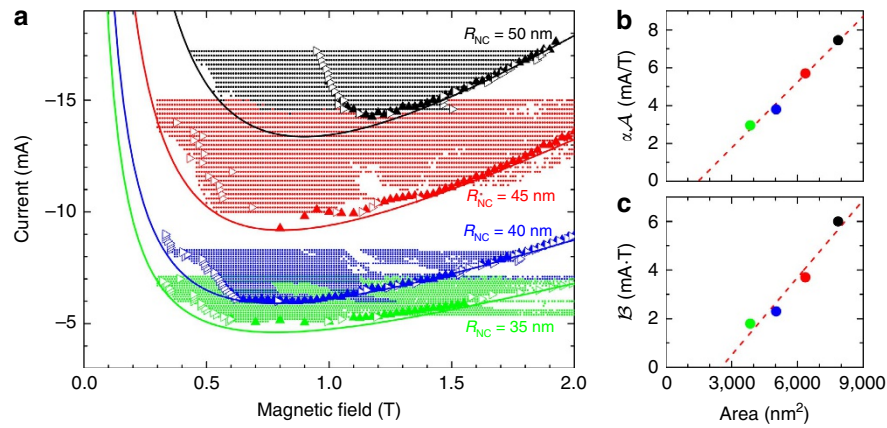 a
R_NC = 50 nm
–15
R_NC = 45 nm
–10
R_NC = 40 nm
–5
R_NC = 35 nm
Current (mA)
0.0 0.5 1.0 1.5 2.0
Magnetic field (T)
b
8
6
4
2
0
α𝒜 (mA/T)
c
6
4
2
0
ℬ (mA·T)
0 3,000 6,000 9,000
Area (nm²)